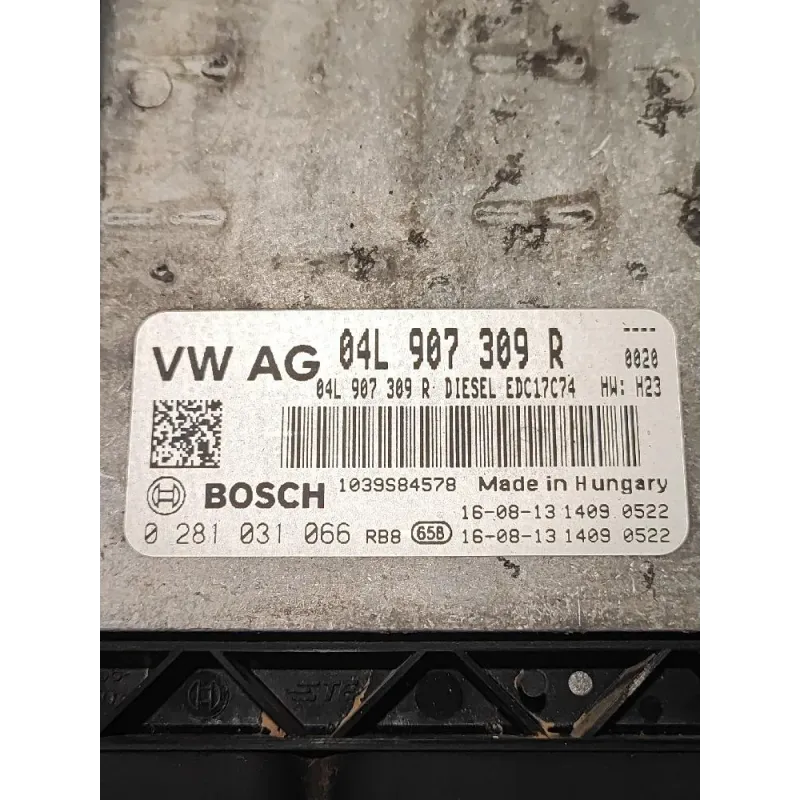 VW AG 04L 907 309 R ----
0020
04L 907 309 R DIESEL EDC17C74 HW: H23
BOSCH 1039S84578 Made in Hungary
16-08-13 1409 0522
0 281 031 066 RB8 65B 16-08-13 1409 0522